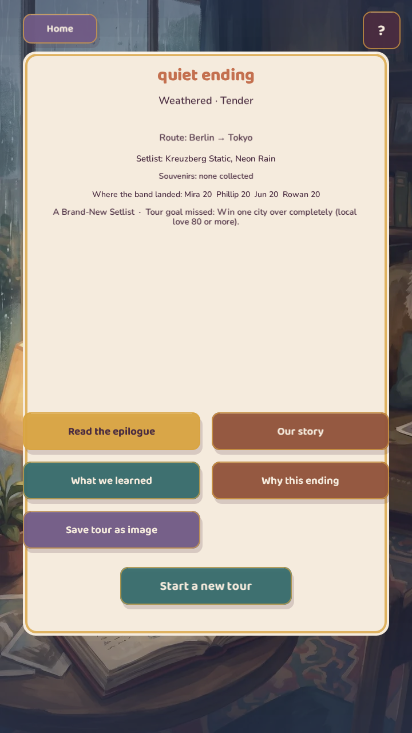 Home
?
quiet ending
Weathered · Tender
Route: Berlin → Tokyo
Setlist: Kreuzberg Static, Neon Rain
Souvenirs: none collected
Where the band landed: Mira 20  Phillip 20  Jun 20  Rowan 20
A Brand-New Setlist  ·  Tour goal missed: Win one city over completely (local
love 80 or more).
Read the epilogue
Our story
What we learned
Why this ending
Save tour as image
Start a new tour